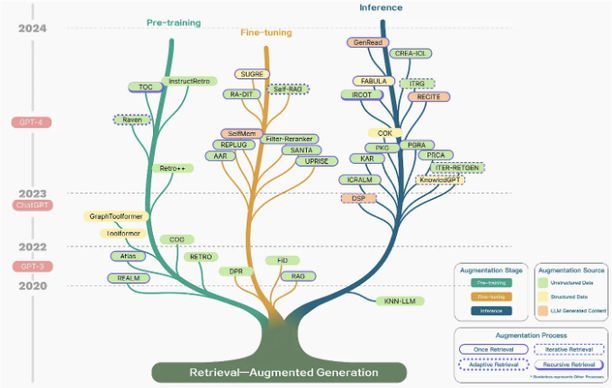 Inference
Pre-training
Fine-tuning
2024
GenRead
CREA-ICL
SUGRE
FABULA
ITRG
TOC
InstructRetro
RA-DIT
Self-RAG
IRCOT
RECITE
Raven
GPT-4
SelfMem
Filter-Reranker
COK
REPLUG
SANTA
PKG
PGRA
AAR
UPRISE
KAR
PRCA
Retro++
ITER-RETGEN
ICRALM
KnowledGPT
2023
DSP
ChatGPT
GraphToolformer
Toolformer
COG
2022
Atlas
RETRO
FiD
GPT-3
DPR
RAG
REALM
2020
KNN-LLM
Augmentation Stage
Pre-training
Fine-tuning
Inference
Augmentation Source
Unstructured Data
Structured Data
LLM Generated Content
Augmentation Process
Once Retrieval
Iterative Retrieval
Adaptive Retrieval
Recursive Retrieval
Retrieval—Augmented Generation